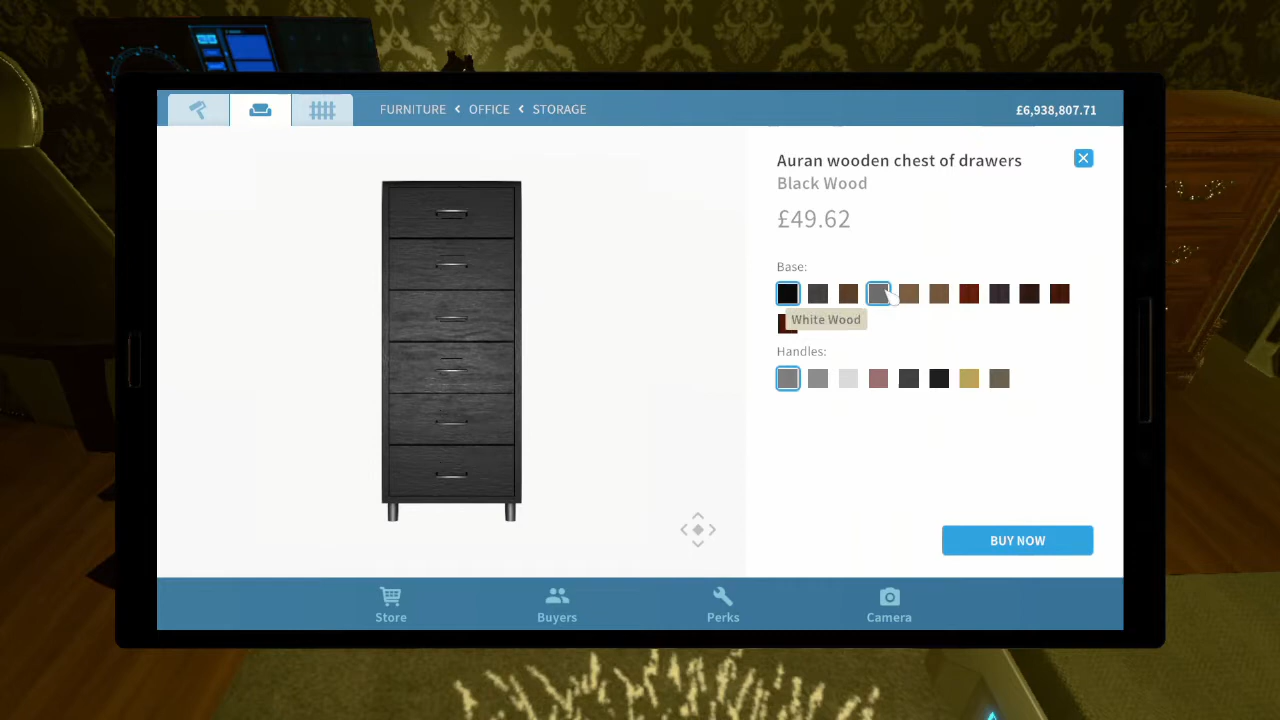 FURNITURE < OFFICE < STORAGE
£6,938,807.71
Auran wooden chest of drawers
Black Wood
£49.62
Base:
White Wood
Handles:
BUY NOW
Store
Buyers
Perks
Camera